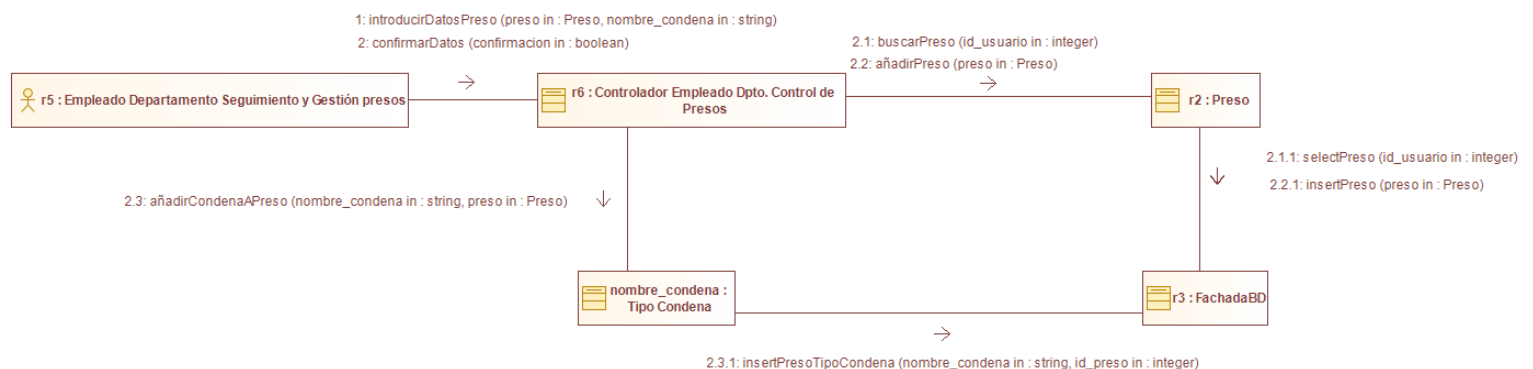 1: introducirDatosPreso (preso in : Preso, nombre_condena in : string)
2: confirmarDatos (confirmacion in : boolean)
2.1: buscarPreso (id_usuario in : integer)
2.2: añadirPreso (preso in : Preso)
r5 : Empleado Departamento Seguimiento y Gestión presos
r6 : Controlador Empleado Dpto. Control de
Presos
r2 : Preso
2.1.1: selectPreso (id_usuario in : integer)
2.2.1: insertPreso (preso in : Preso)
2.3: añadirCondenaAPreso (nombre_condena in : string, preso in : Preso)
nombre_condena :
Tipo Condena
r3 : FachadaBD
2.3.1: insertPresoTipoCondena (nombre_condena in : string, id_preso in : integer)